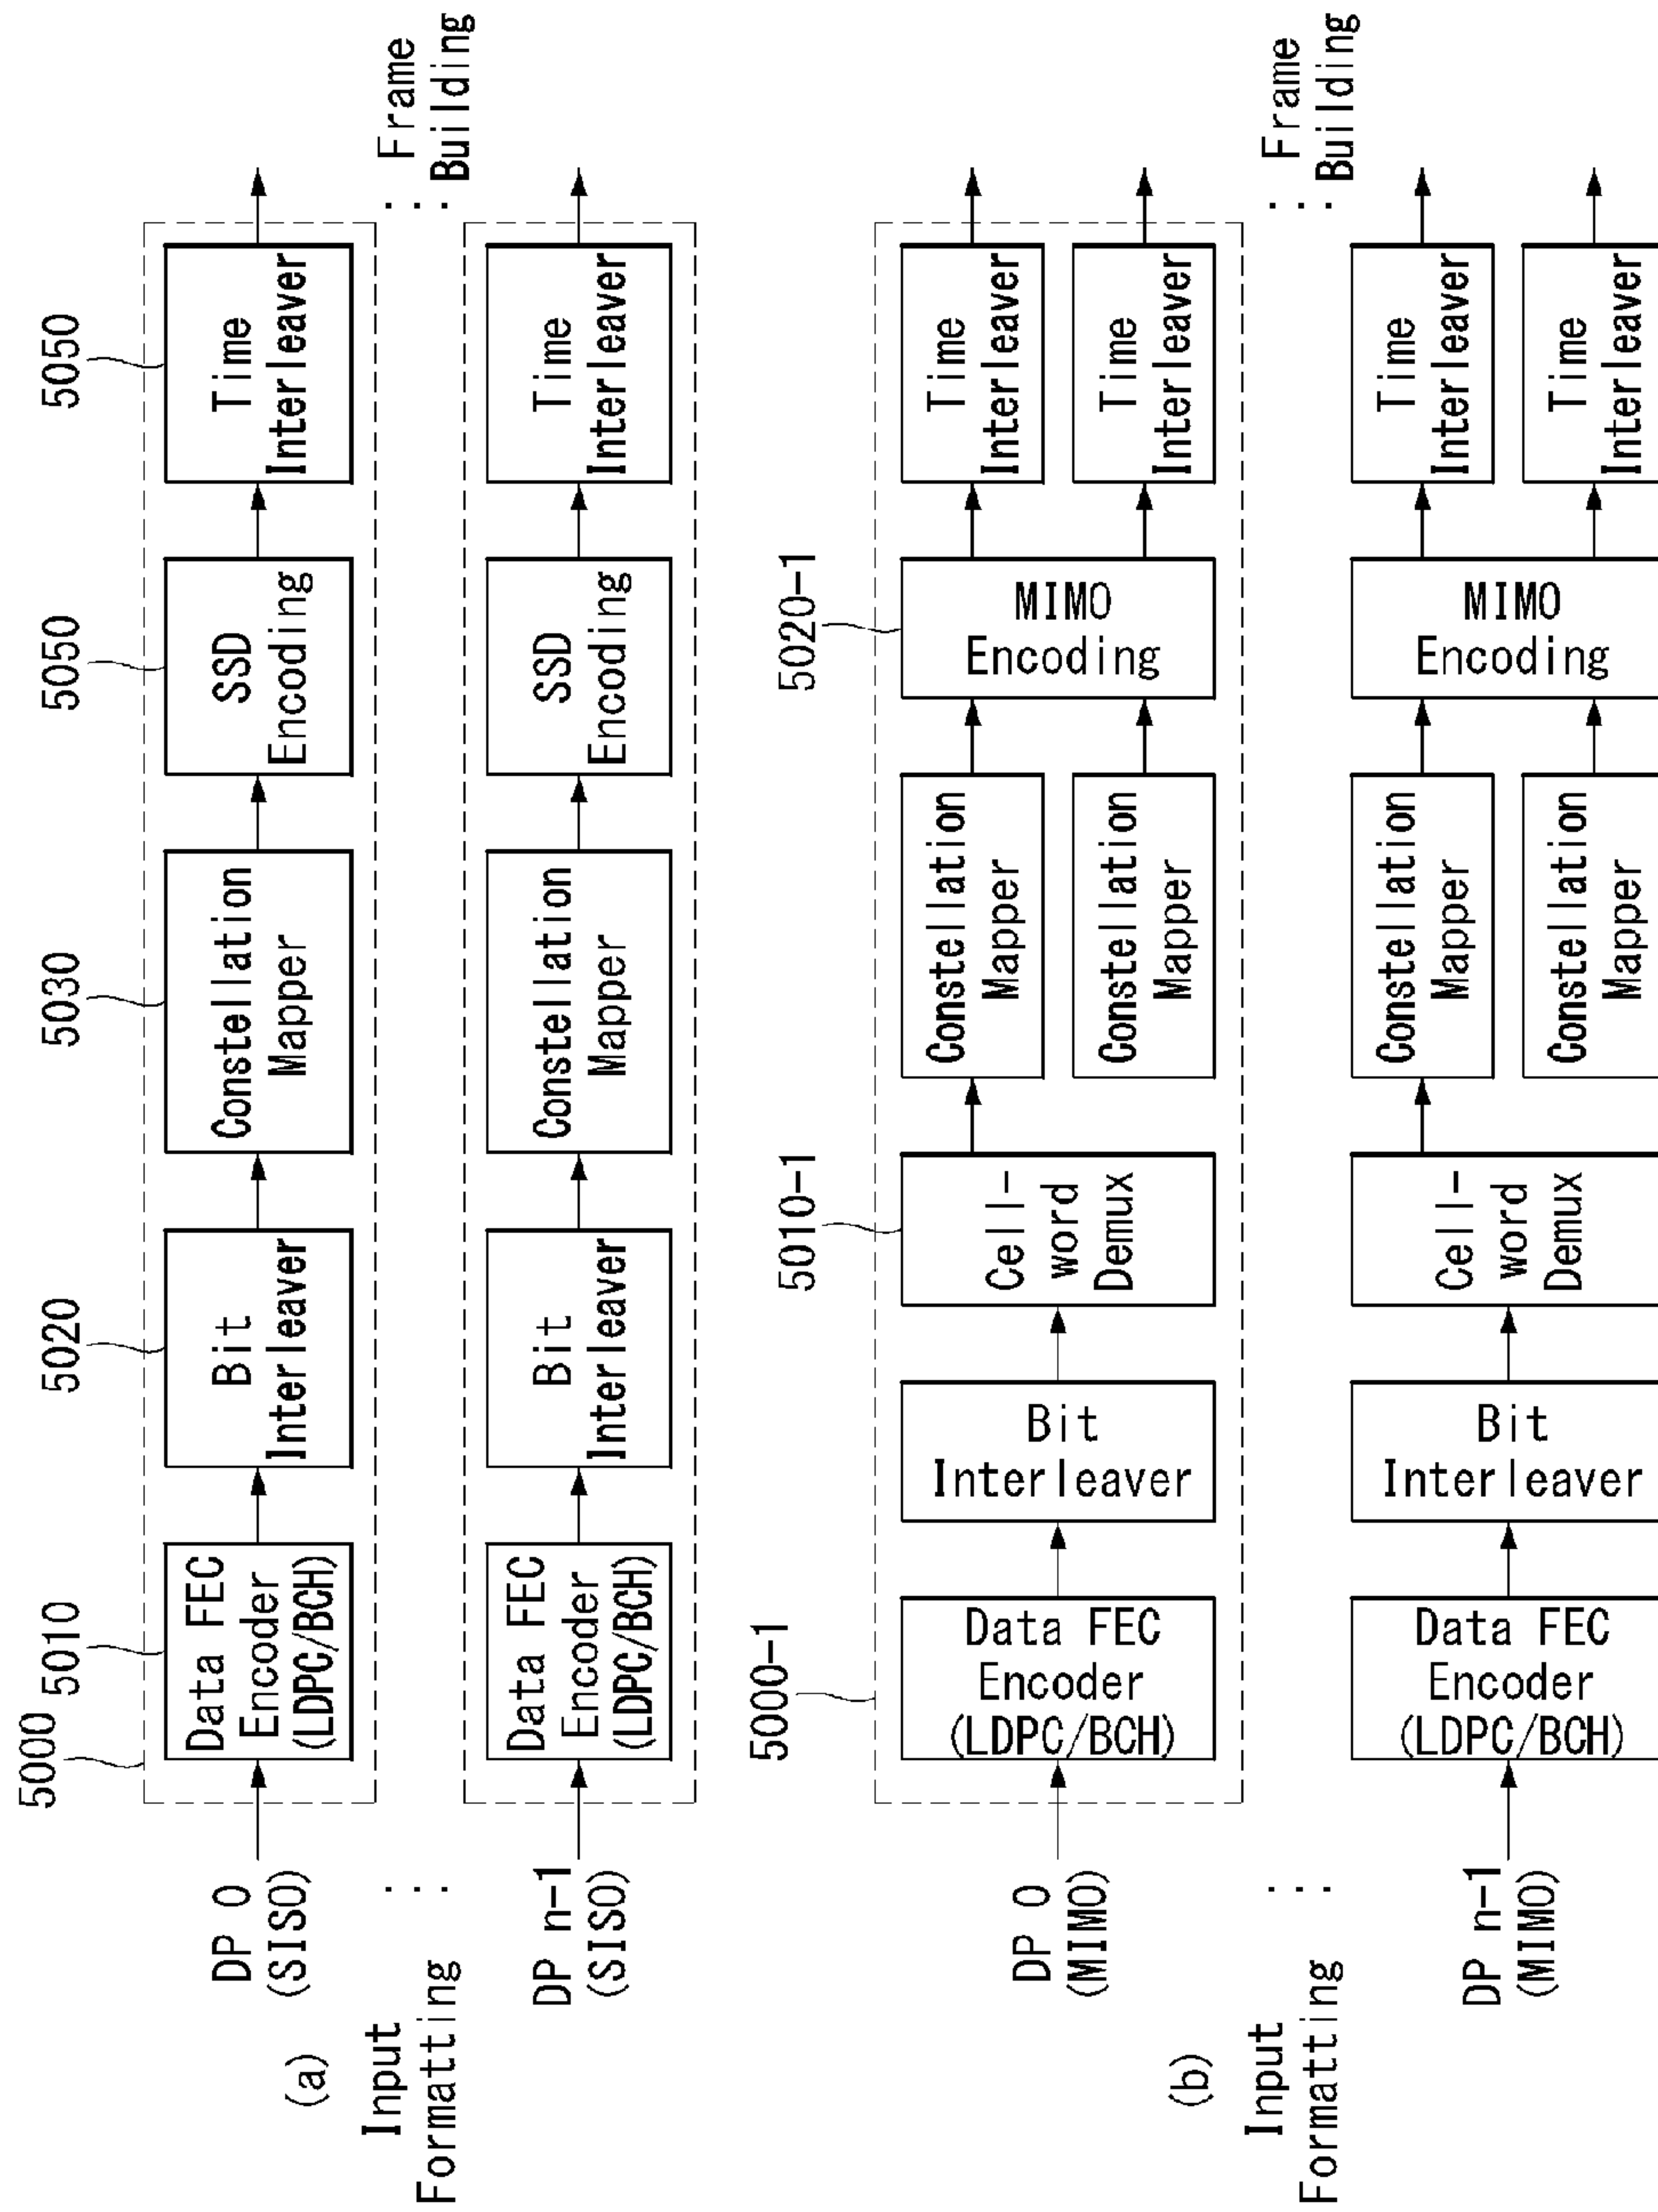 5000
5010
5020
5030
5050
5050
DP 0
(SISO)
Data FEC
Encoder
(LDPC/BCH)
Bit
Interleaver
Constellation
Mapper
SSD
Encoding
Time
Interleaver
(a)
Input
Formatting
⋮
⋮
Frame
Building
DP n-1
(SISO)
Data FEC
Encoder
(LDPC/BCH)
Bit
Interleaver
Constellation
Mapper
SSD
Encoding
Time
Interleaver
5000-1
5010-1
5020-1
DP 0
(MIMO)
Data FEC
Encoder
(LDPC/BCH)
Bit
Interleaver
Cell-
word
Demux
Constellation
Mapper
Constellation
Mapper
MIMO
Encoding
Time
Interleaver
Time
Interleaver
(b)
Input
Formatting
⋮
⋮
Frame
Building
DP n-1
(MIMO)
Data FEC
Encoder
(LDPC/BCH)
Bit
Interleaver
Cell-
word
Demux
Constellation
Mapper
Constellation
Mapper
MIMO
Encoding
Time
Interleaver
Time
Interleaver